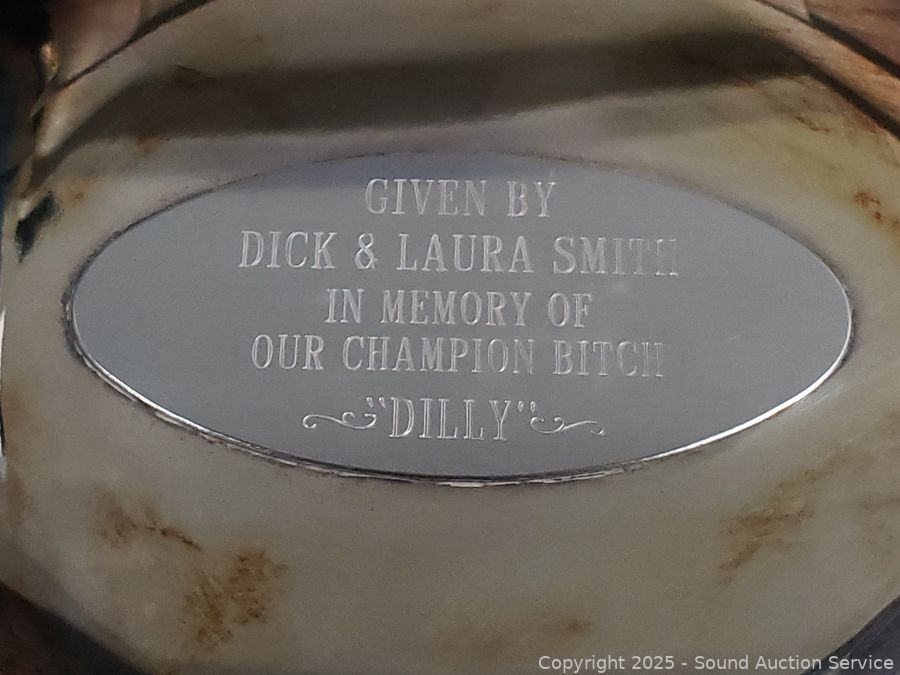 GIVEN BY
DICK & LAURA SMITH
IN MEMORY OF
OUR CHAMPION BITCH
"DILLY"
Copyright 2025 - Sound Auction Service